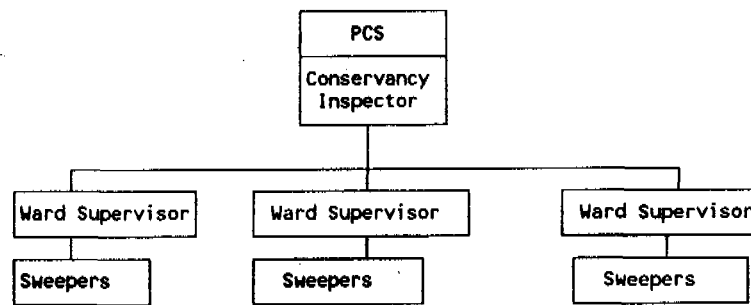 PCS
Conservancy
Inspector
Ward Supervisor
Ward Supervisor
Ward Supervisor
Sweepers
Sweepers
Sweepers